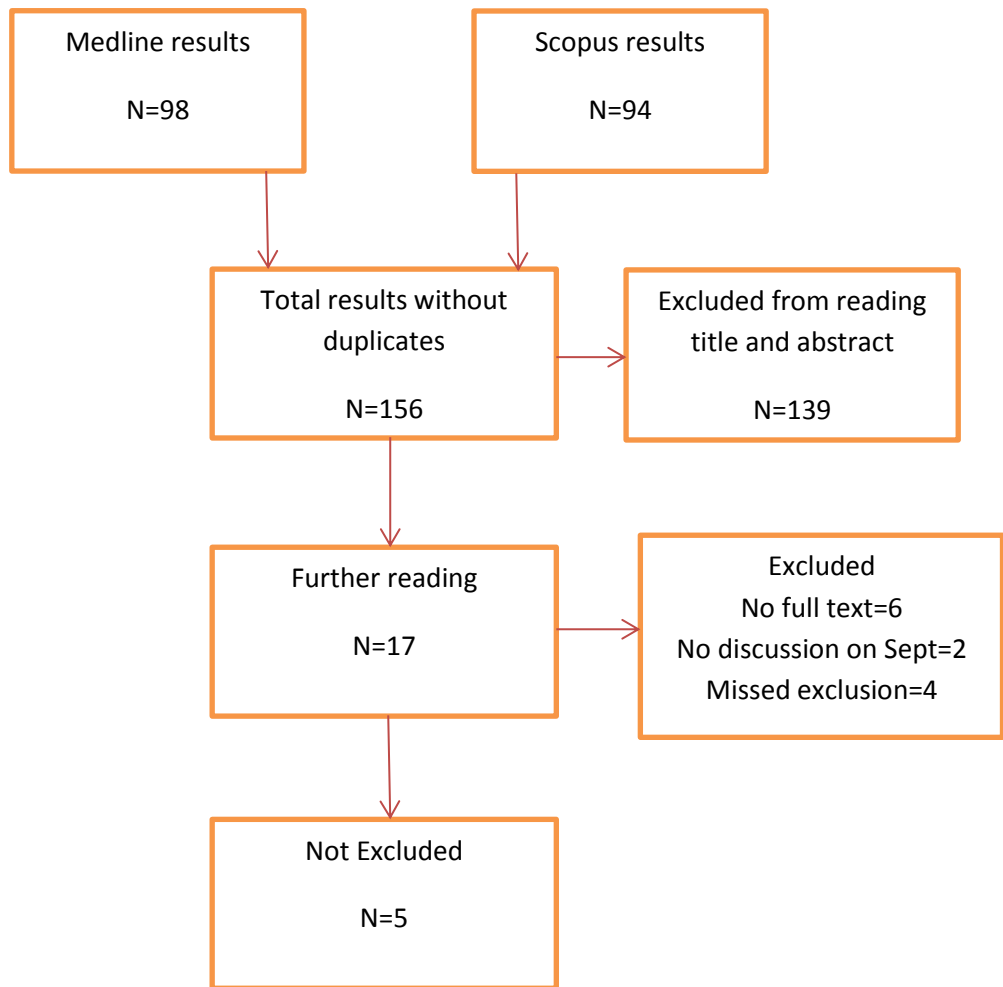 Medline results
N=98
Scopus results
N=94
Total results without
duplicates
N=156
Excluded from reading
title and abstract
N=139
Further reading
N=17
Excluded
No full text=6
No discussion on Sept=2
Missed exclusion=4
Not Excluded
N=5